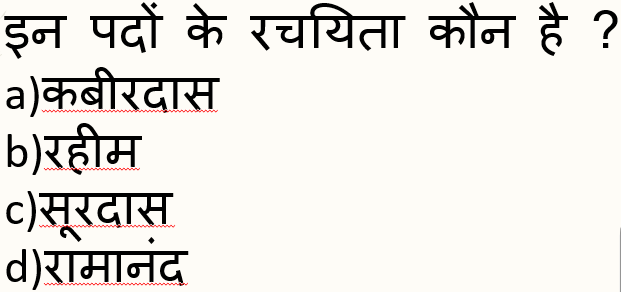 इन पदों के रचयिता कौन है ?
a)कबीरदास
b)रहीम
c)सूरदास
d)रामानंद